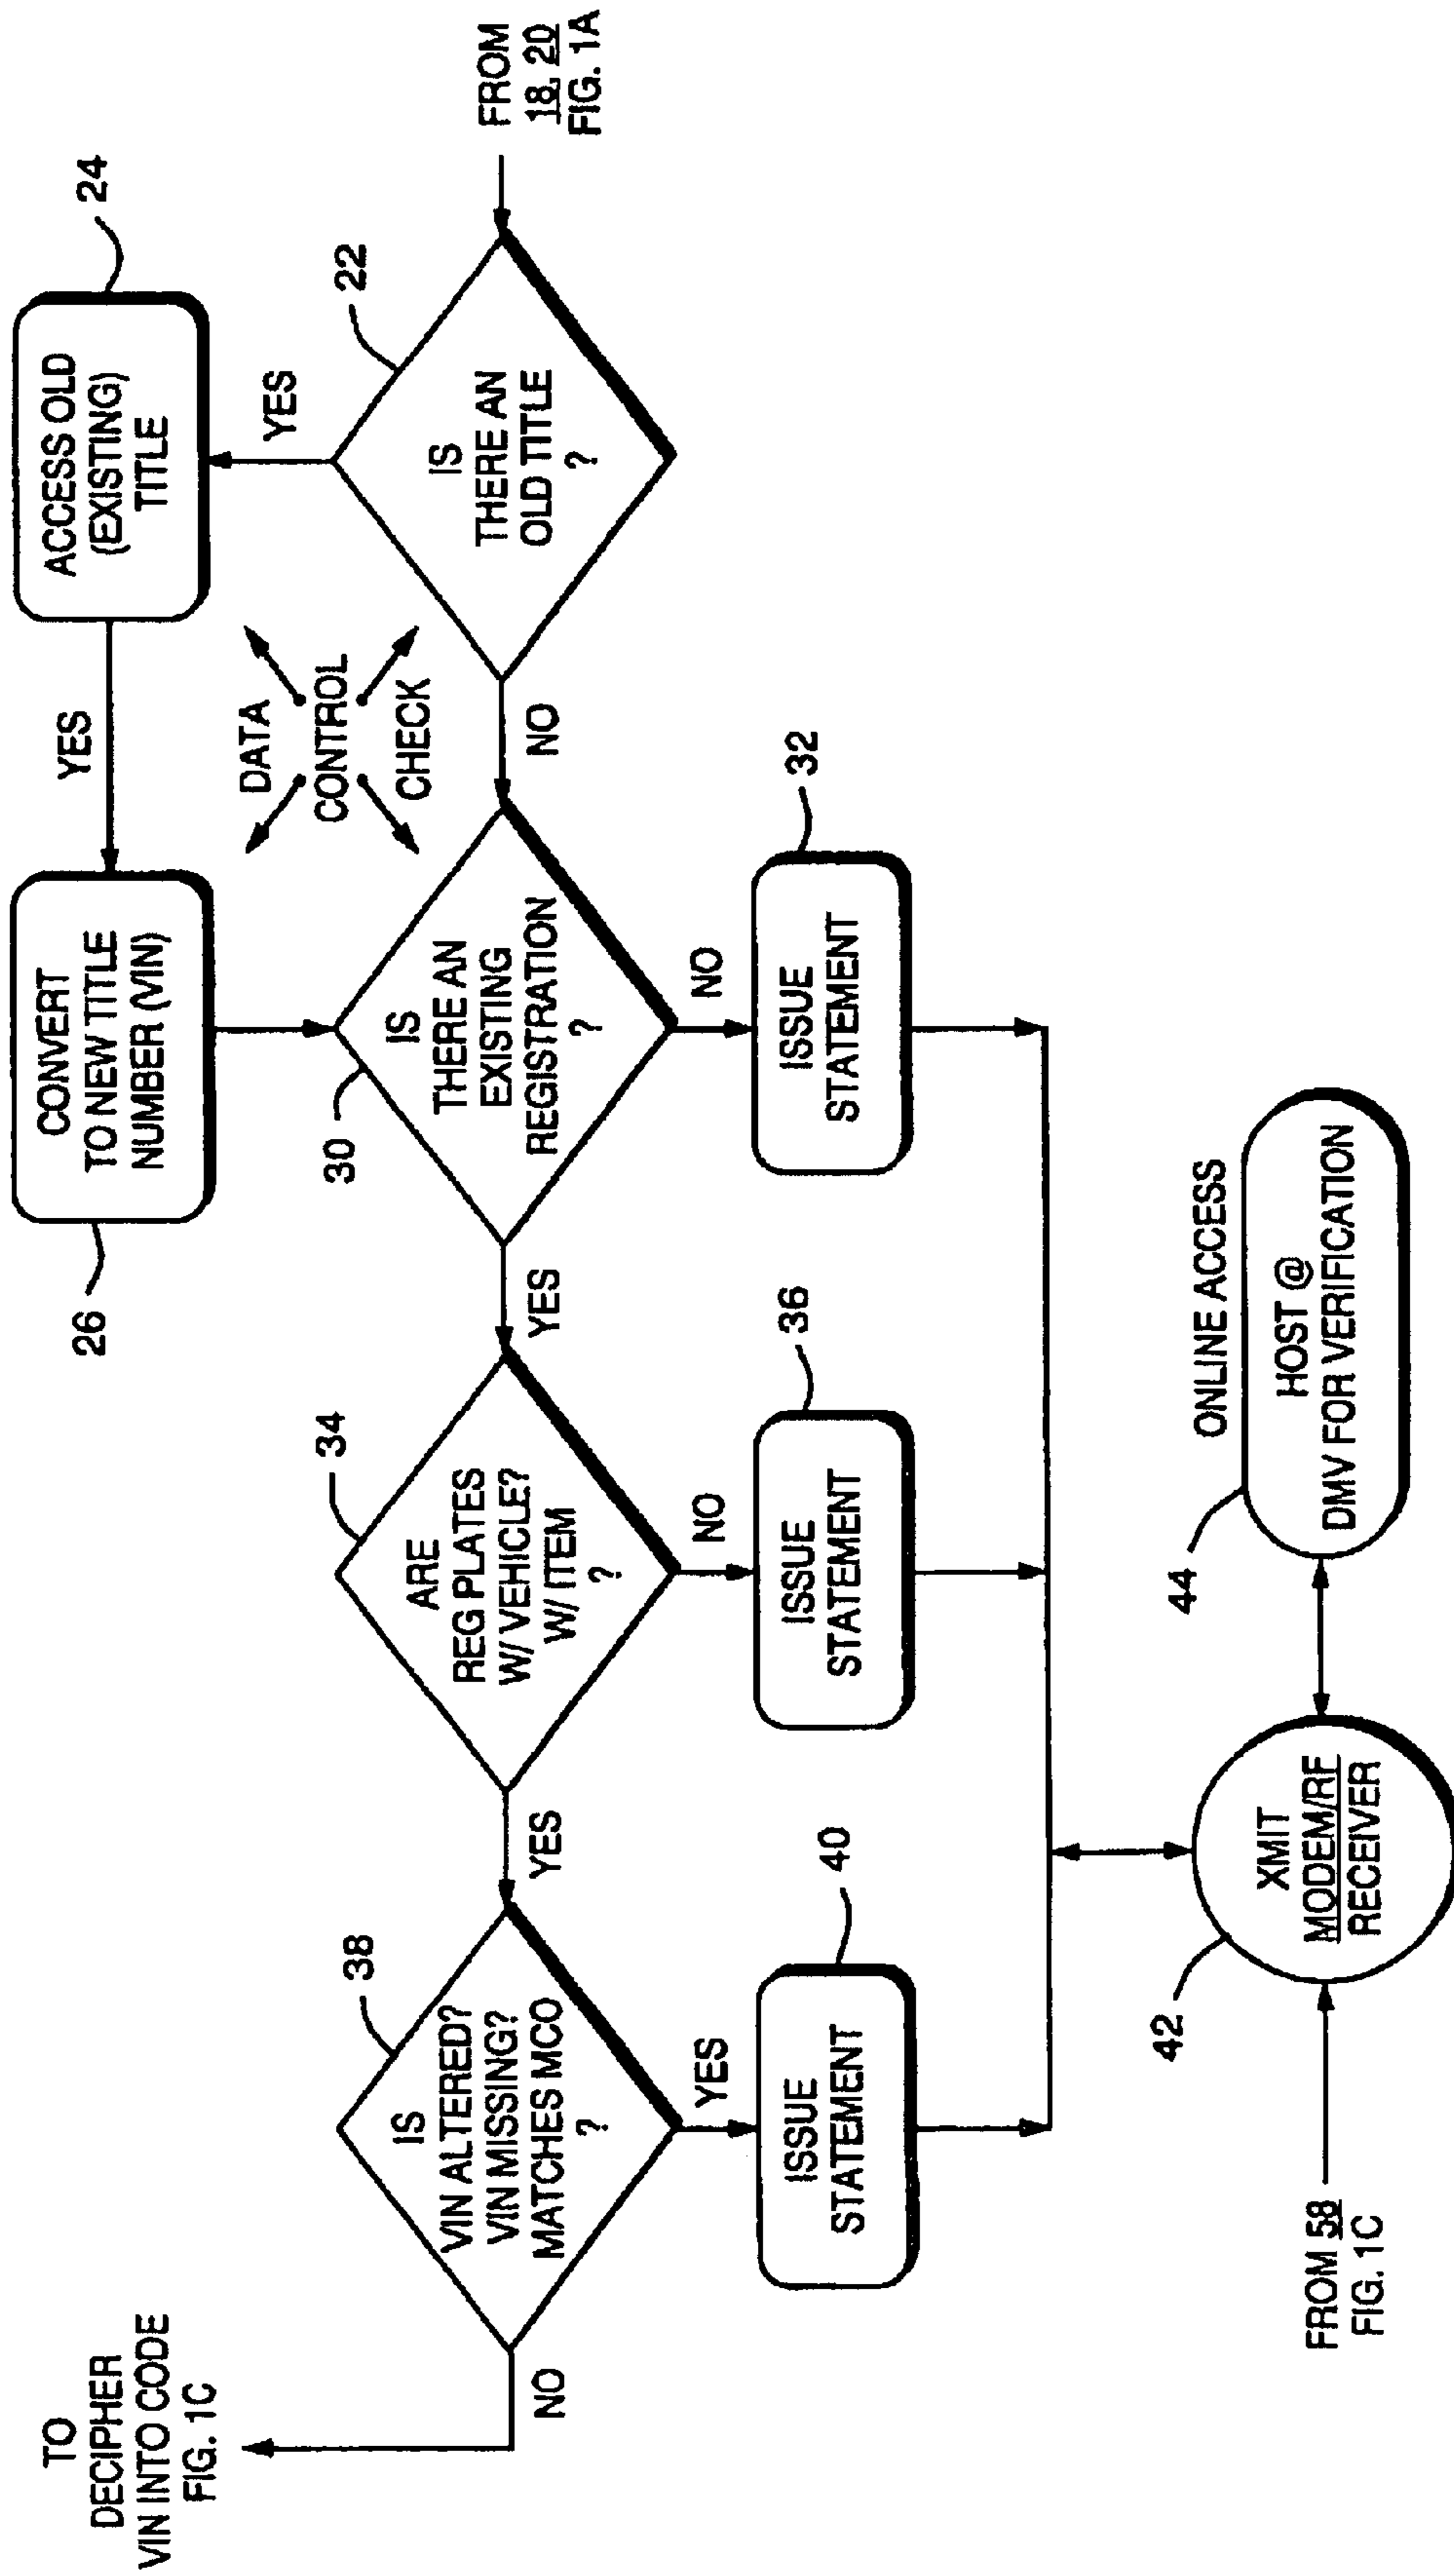 TO
DECIPHER
VIN INTO CODE
FIG. 1C
26
CONVERT
TO NEW TITLE
NUMBER (VIN)
YES
ACCESS OLD
(EXISTING)
TITLE
24
DATA
CONTROL
CHECK
YES
38
IS
VIN ALTERED?
VIN MISSING?
MATCHES MCO
?
NO
YES
34
ARE
REG PLATES
W/ VEHICLE?
W/ ITEM
?
YES
30
IS
THERE AN
EXISTING
REGISTRATION
?
NO
22
IS
THERE AN
OLD TITLE
?
FROM
18, 20
FIG. 1A
YES
ISSUE
STATEMENT
40
NO
ISSUE
STATEMENT
36
NO
ISSUE
STATEMENT
32
FROM 58
FIG. 1C
42
XMIT
MODEM/RF
RECEIVER
44
ONLINE ACCESS
HOST @
DMV FOR VERIFICATION